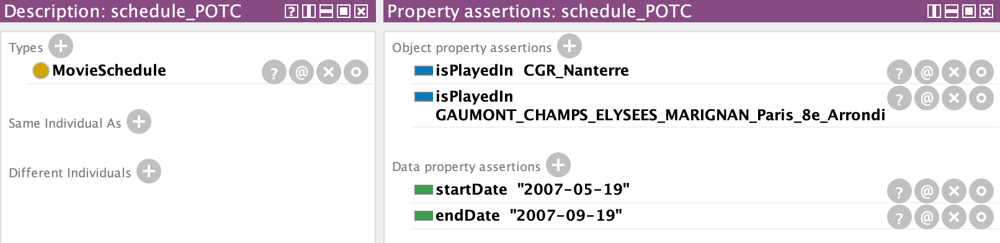 Description: schedule_POTC
Types
MovieSchedule
Same Individual As
Different Individuals
Property assertions: schedule_POTC
Object property assertions
isPlayedIn CGR_Nanterre
isPlayedIn
GAUMONT_CHAMPS_ELYSEES_MARIGNAN_Paris_8e_Arrondi
Data property assertions
startDate "2007-05-19"
endDate "2007-09-19"